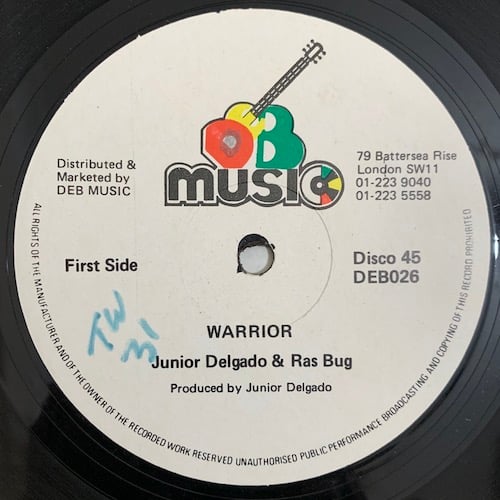 DEB
MUSIC
Distributed &
Marketed by
DEB MUSIC
79 Battersea Rise
London SW11
01-223 9040
01-223 5558
First Side
Disco 45
DEB026
TW
WARRIOR
Junior Delgado & Ras Bug
Produced by Junior Delgado
ALL RIGHTS OF THE MANUFACTURER AND OF THE OWNER OF THE RECORDED WORK RESERVED UNAUTHORISED PUBLIC PERFORMANCE BROADCASTING AND COPYING OF THIS RECORD PROHIBITED